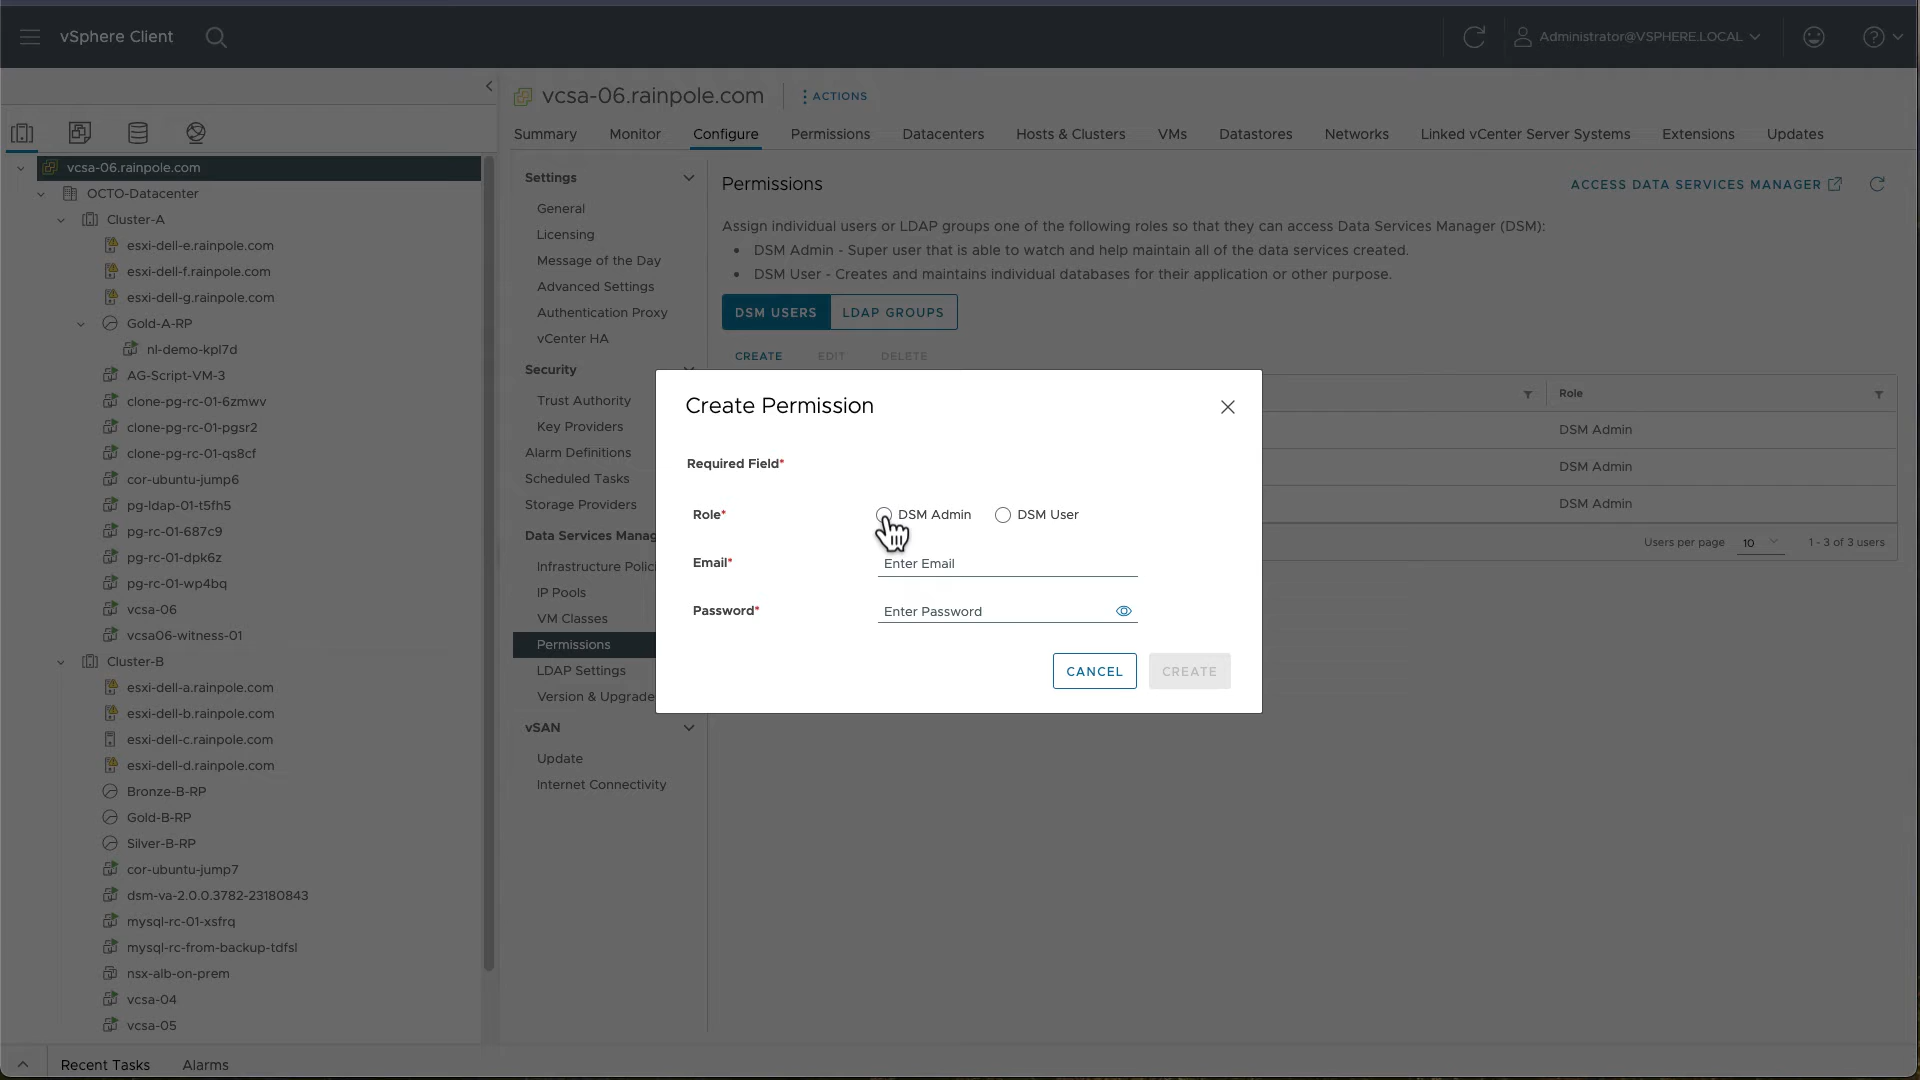 vSphere Client
Administrator@VSPHERE.LOCAL
vcsa-06.rainpole.com
ACTIONS
Summary Monitor Configure Permissions Datacenters Hosts & Clusters VMs Datastores Networks Linked vCenter Server Systems Extensions Updates
vcsa-06.rainpole.com
OCTO-Datacenter
Cluster-A
esxi-dell-e.rainpole.com
esxi-dell-f.rainpole.com
esxi-dell-g.rainpole.com
Gold-A-RP
nl-demo-kpl7d
AG-Script-VM-3
clone-pg-rc-01-6zmwv
clone-pg-rc-01-pgsr2
clone-pg-rc-01-qs8cf
cor-ubuntu-jump6
pg-ldap-01-t5fh5
pg-rc-01-687c9
pg-rc-01-dpk6z
pg-rc-01-wp4bq
vcsa-06
vcsa06-witness-01
Cluster-B
esxi-dell-a.rainpole.com
esxi-dell-b.rainpole.com
esxi-dell-c.rainpole.com
esxi-dell-d.rainpole.com
Bronze-B-RP
Gold-B-RP
Silver-B-RP
cor-ubuntu-jump7
dsm-va-2.0.0.3782-23180843
mysql-rc-01-xsfrq
mysql-rc-from-backup-tdfsl
nsx-alb-on-prem
vcsa-04
vcsa-05
Settings
General
Licensing
Message of the Day
Advanced Settings
Authentication Proxy
vCenter HA
Security
Trust Authority
Key Providers
Alarm Definitions
Scheduled Tasks
Storage Providers
Data Services Manag
Infrastructure Polic
IP Pools
VM Classes
Permissions
LDAP Settings
Version & Upgrade
vSAN
Update
Internet Connectivity
Permissions
ACCESS DATA SERVICES MANAGER
Assign individual users or LDAP groups one of the following roles so that they can access Data Services Manager (DSM):
• DSM Admin - Super user that is able to watch and help maintain all of the data services created.
• DSM User - Creates and maintains individual databases for their application or other purpose.
DSM USERS LDAP GROUPS
CREATE EDIT DELETE
Role
DSM Admin
DSM Admin
DSM Admin
Users per page 10 1 - 3 of 3 users
Create Permission
Required Field*
Role* DSM Admin DSM User
Email* Enter Email
Password* Enter Password
CANCEL CREATE
Recent Tasks Alarms